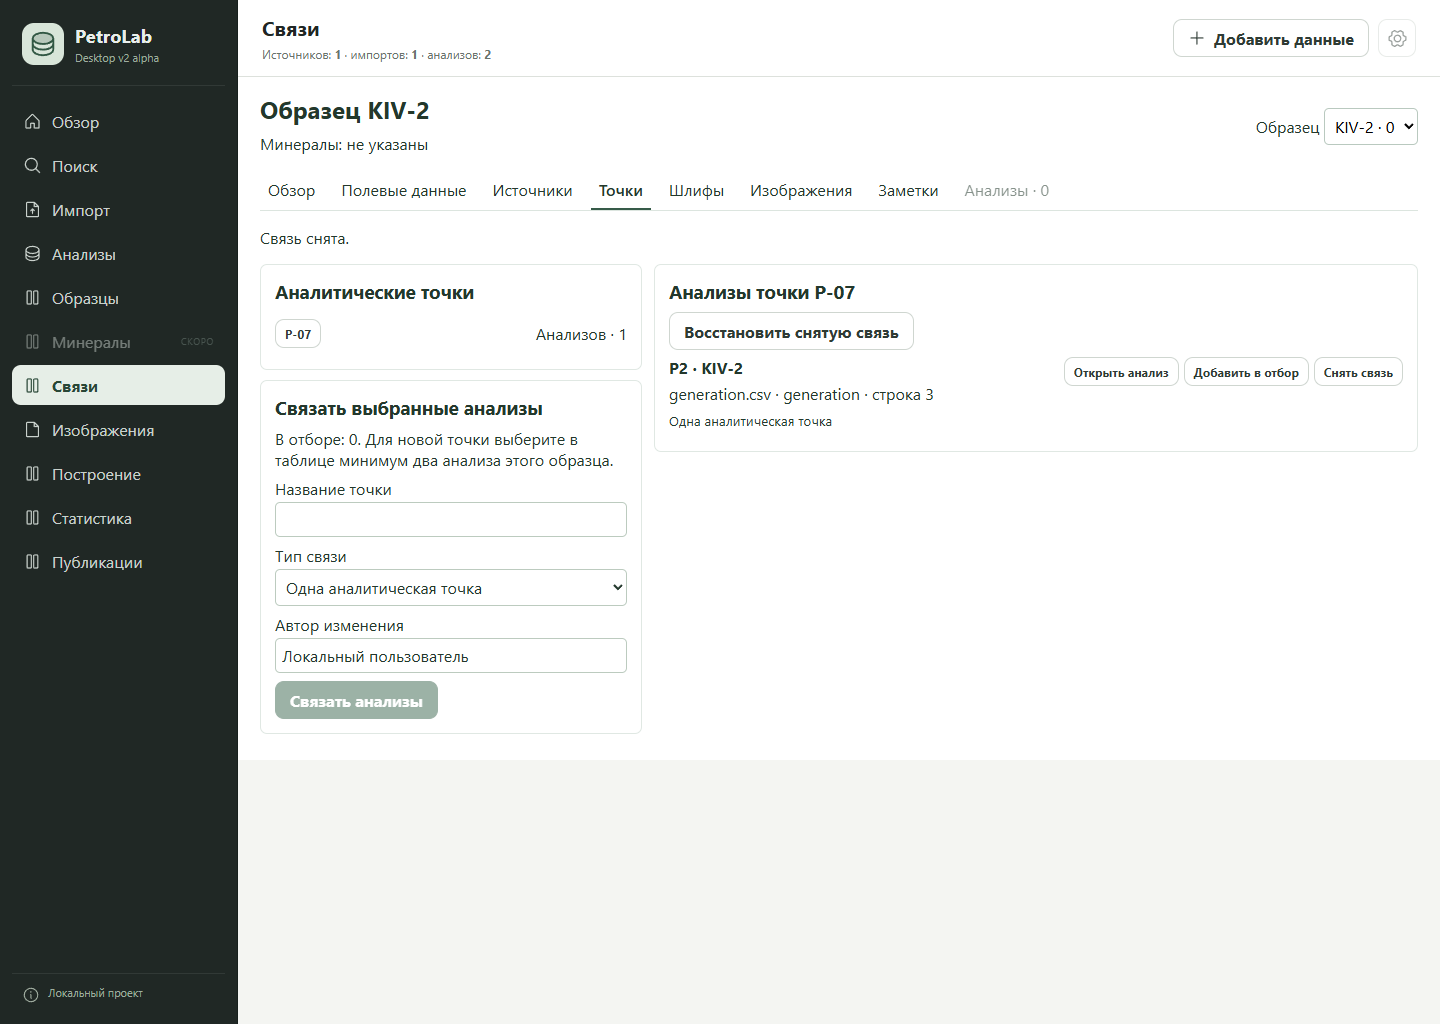 PetroLab
Desktop v2 alpha
Обзор
Поиск
Импорт
Анализы
Образцы
Минералы СКОРО
Связи
Изображения
Построение
Статистика
Публикации
Локальный проект
Связи
Источников: 1 · импортов: 1 · анализов: 2
Добавить данные
Образец KIV-2
Минералы: не указаны
Образец KIV-2 · 0
Обзор Полевые данные Источники Точки Шлифы Изображения Заметки Анализы · 0
Связь снята.
Аналитические точки
P-07 Анализов · 1
Связать выбранные анализы
В отборе: 0. Для новой точки выберите в
таблице минимум два анализа этого образца.
Название точки
Тип связи
Одна аналитическая точка
Автор изменения
Локальный пользователь
Связать анализы
Анализы точки P-07
Восстановить снятую связь
P2 · KIV-2
generation.csv · generation · строка 3
Одна аналитическая точка
Открыть анализ Добавить в отбор Снять связь